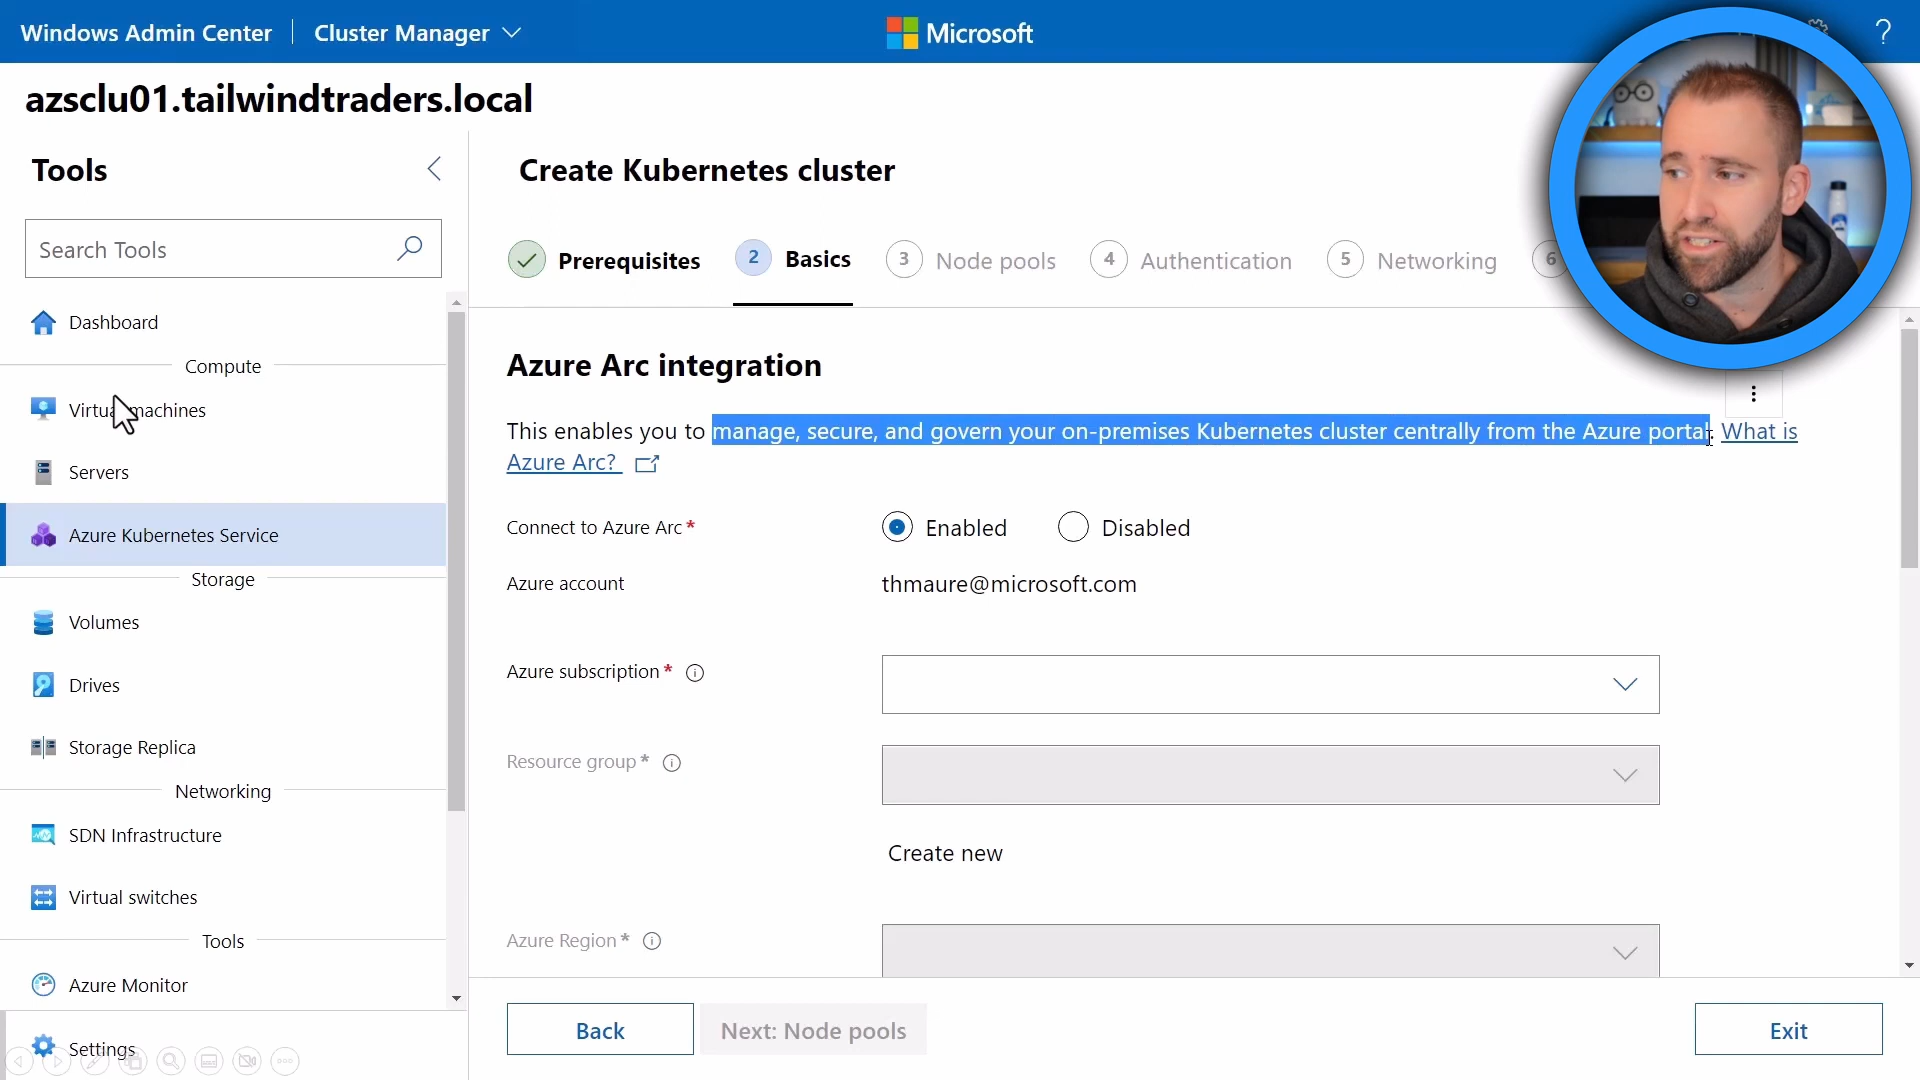 Windows Admin Center
Cluster Manager
Microsoft
?
azsclu01.tailwindtraders.local
Tools
Search Tools
Dashboard
Compute
Virtual machines
Servers
Azure Kubernetes Service
Storage
Volumes
Drives
Storage Replica
Networking
SDN Infrastructure
Virtual switches
Tools
Azure Monitor
Settings
Create Kubernetes cluster
Prerequisites
2 Basics
3 Node pools
4 Authentication
5 Networking
6
Azure Arc integration
This enables you to manage, secure, and govern your on-premises Kubernetes cluster centrally from the Azure portal. What is
Azure Arc?
Connect to Azure Arc* Enabled Disabled
Azure account thmaure@microsoft.com
Azure subscription*
Resource group*
Create new
Azure Region*
Back
Next: Node pools
Exit